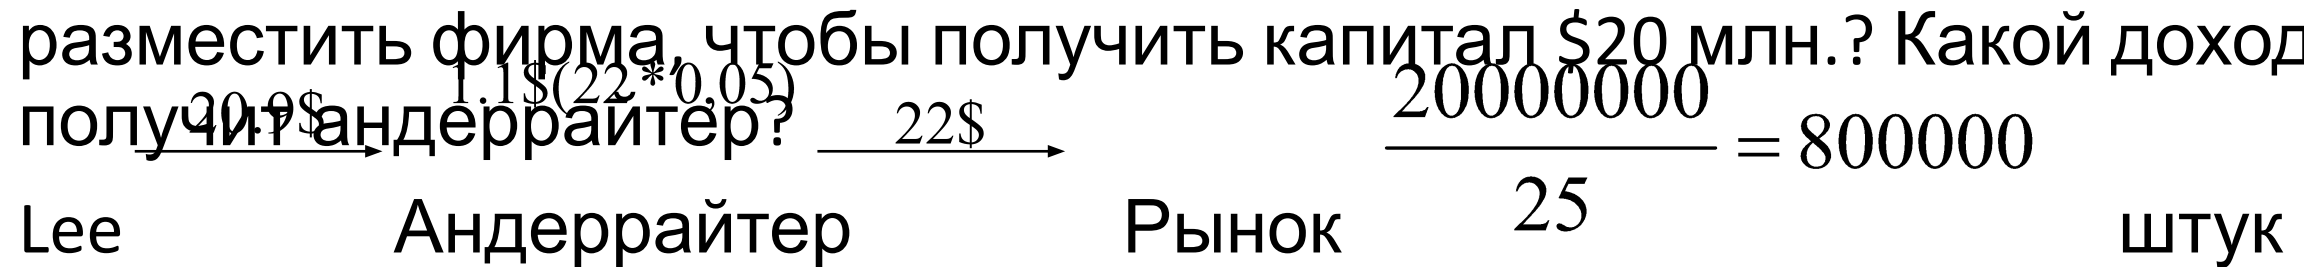 разместить фирма, чтобы получить капитал $20 млн.? Какой доход
получит андеррайтер?
20.9$ 1.1$(22*0,05) 22$
20000000
25
= 800000
Lee Андеррайтер Рынок штук